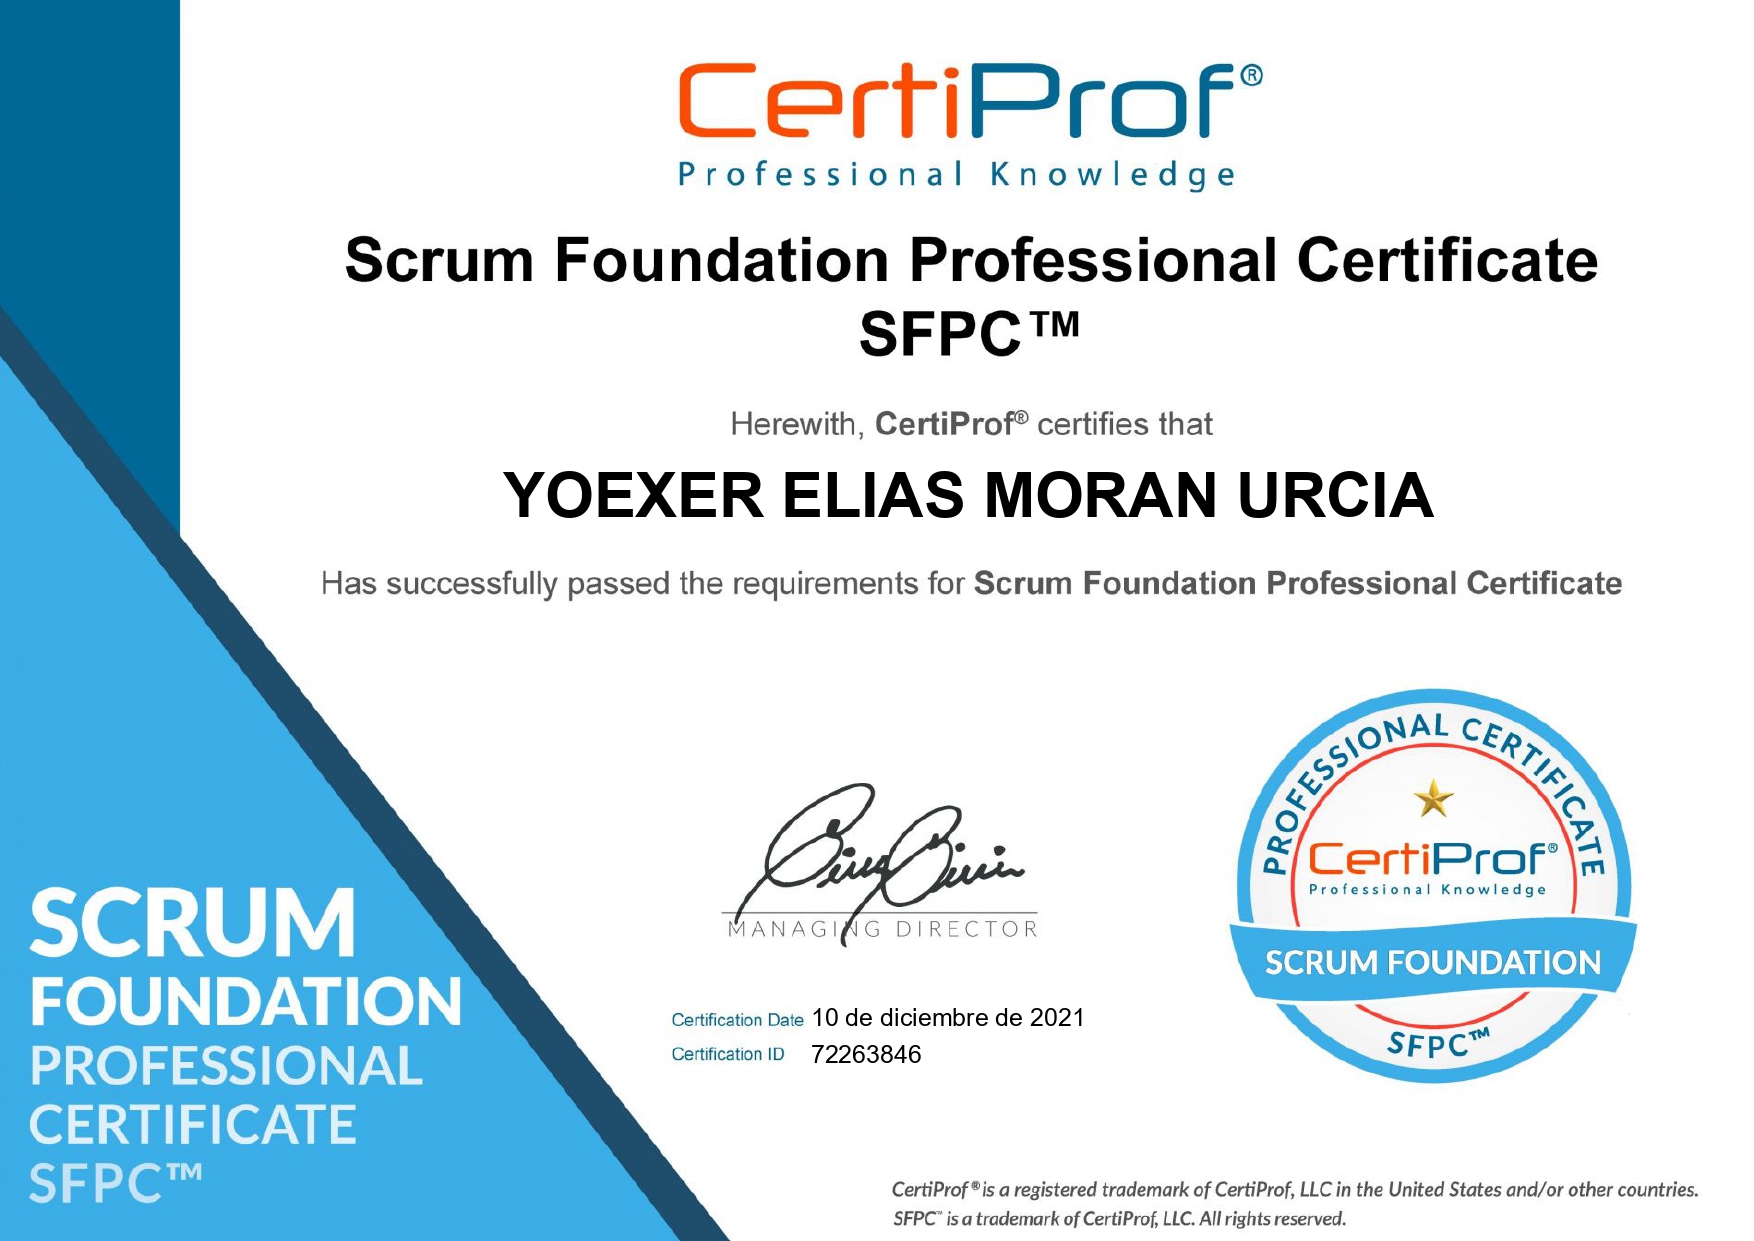 CertiProf®
Professional Knowledge
Scrum Foundation Professional Certificate
SFPC™
Herewith, CertiProf® certifies that
YOEXER ELIAS MORAN URCIA
Has successfully passed the requirements for Scrum Foundation Professional Certificate
MANAGING DIRECTOR
Certification Date 10 de diciembre de 2021
Certification ID 72263846
PROFESSIONAL CERTIFICATE
CertiProf®
Professional Knowledge
SCRUM FOUNDATION
SFPC™
SCRUM
FOUNDATION
PROFESSIONAL
CERTIFICATE
SFPC™
CertiProf® is a registered trademark of CertiProf, LLC in the United States and/or other countries.
SFPC™ is a trademark of CertiProf, LLC. All rights reserved.